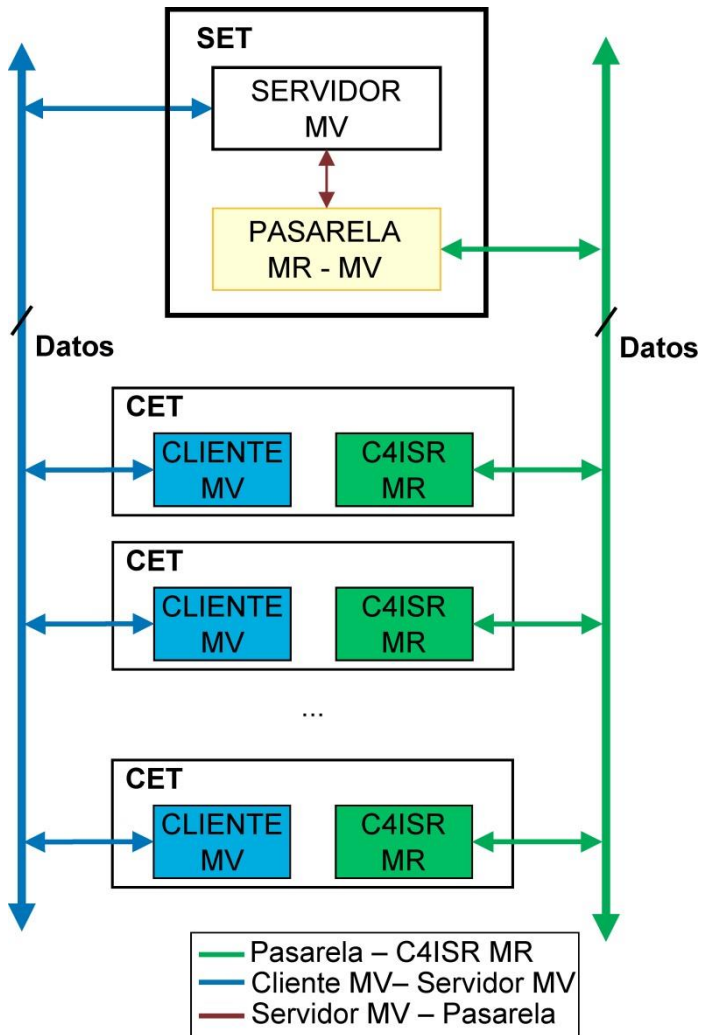 SET
SERVIDOR
MV
PASARELA
MR - MV
Datos
Datos
CET
CLIENTE
MV
C4ISR
MR
CET
CLIENTE
MV
C4ISR
MR
...
CET
CLIENTE
MV
C4ISR
MR
Pasarela – C4ISR MR
Cliente MV– Servidor MV
Servidor MV – Pasarela